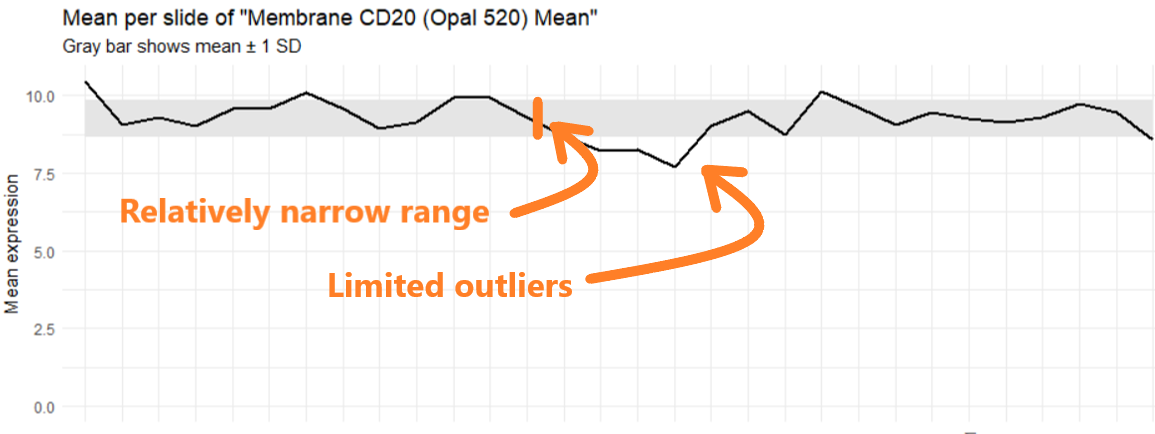 Mean per slide of "Membrane CD20 (Opal 520) Mean"
Gray bar shows mean ± 1 SD
10.0
7.5
5.0
2.5
0.0
Mean expression
Relatively narrow range
Limited outliers